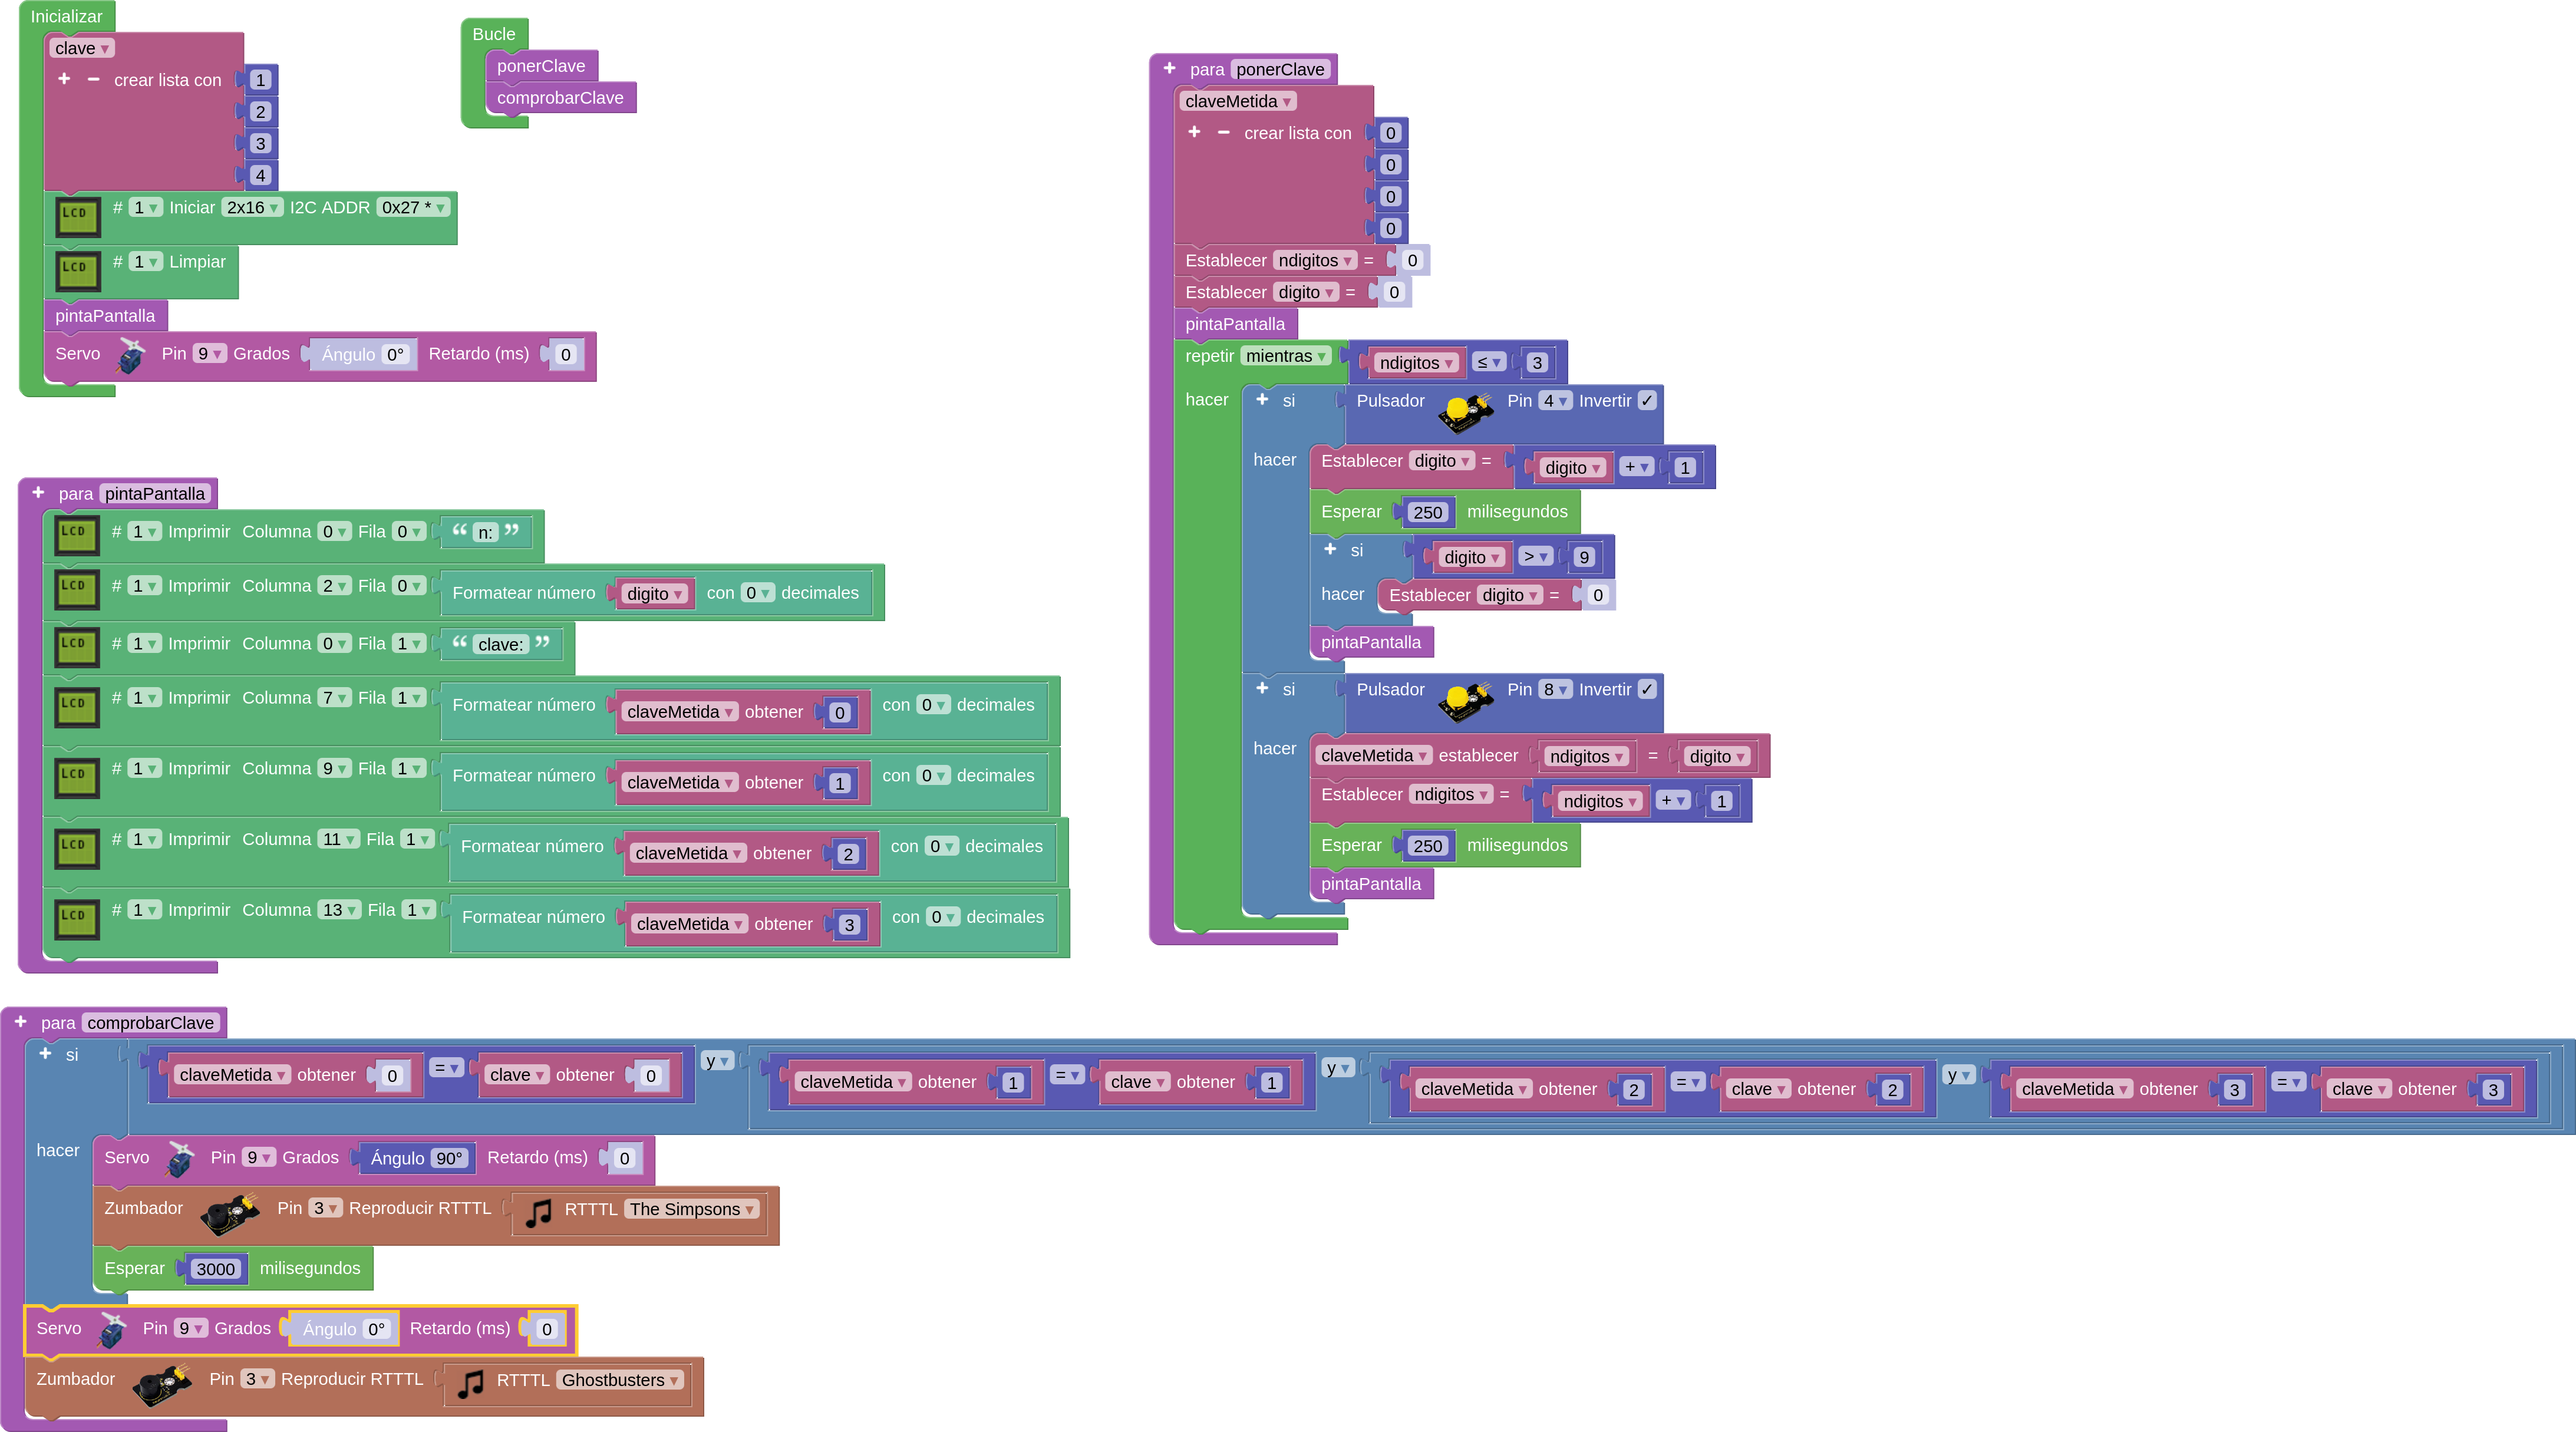 Inicializar
clave
+ − crear lista con 1
2
3
4
LCD # 1 Iniciar 2x16 I2C ADDR 0x27 *
LCD # 1 Limpiar
pintaPantalla
Servo Pin 9 Grados Ángulo 0° Retardo (ms) 0
Bucle
ponerClave
comprobarClave
+ para pintaPantalla
LCD # 1 Imprimir Columna 0 Fila 0 “ n: ”
LCD # 1 Imprimir Columna 2 Fila 0 Formatear número digito con 0 decimales
LCD # 1 Imprimir Columna 0 Fila 1 “ clave: ”
LCD # 1 Imprimir Columna 7 Fila 1 Formatear número claveMetida obtener 0 con 0 decimales
LCD # 1 Imprimir Columna 9 Fila 1 Formatear número claveMetida obtener 1 con 0 decimales
LCD # 1 Imprimir Columna 11 Fila 1 Formatear número claveMetida obtener 2 con 0 decimales
LCD # 1 Imprimir Columna 13 Fila 1 Formatear número claveMetida obtener 3 con 0 decimales
+ para ponerClave
claveMetida
+ − crear lista con 0
0
0
0
Establecer ndigitos = 0
Establecer digito = 0
pintaPantalla
repetir mientras ndigitos ≤ 3
hacer + si Pulsador Pin 4 Invertir ✓
hacer Establecer digito = digito + 1
Esperar 250 milisegundos
+ si digito > 9
hacer Establecer digito = 0
pintaPantalla
+ si Pulsador Pin 8 Invertir ✓
hacer claveMetida establecer ndigitos = digito
Establecer ndigitos = ndigitos + 1
Esperar 250 milisegundos
pintaPantalla
+ para comprobarClave
+ si claveMetida obtener 0 = clave obtener 0 y claveMetida obtener 1 = clave obtener 1 y claveMetida obtener 2 = clave obtener 2 y claveMetida obtener 3 = clave obtener 3
hacer Servo Pin 9 Grados Ángulo 90° Retardo (ms) 0
Zumbador Pin 3 Reproducir RTTTL RTTTL The Simpsons
Esperar 3000 milisegundos
Servo Pin 9 Grados Ángulo 0° Retardo (ms) 0
Zumbador Pin 3 Reproducir RTTTL RTTTL Ghostbusters